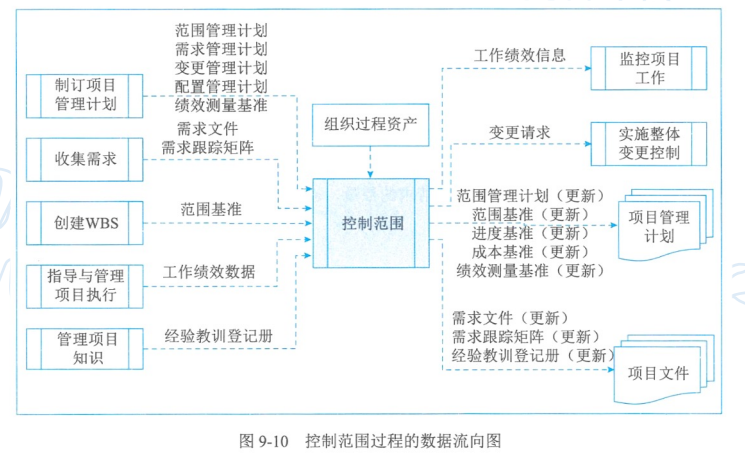 范围管理计划
需求管理计划
变更管理计划
配置管理计划
绩效测量基准
制订项目
管理计划
需求文件
需求跟踪矩阵
收集需求
范围基准
创建WBS
工作绩效数据
指导与管理
项目执行
经验教训登记册
管理项目
知识
组织过程资产
控制范围
工作绩效信息
监控项目
工作
变更请求
实施整体
变更控制
范围管理计划（更新）
范围基准（更新）
进度基准（更新）
成本基准（更新）
绩效测量基准（更新）
项目管理
计划
需求文件（更新）
需求跟踪矩阵（更新）
经验教训登记册（更新）
项目文件
图 9-10 控制范围过程的数据流向图